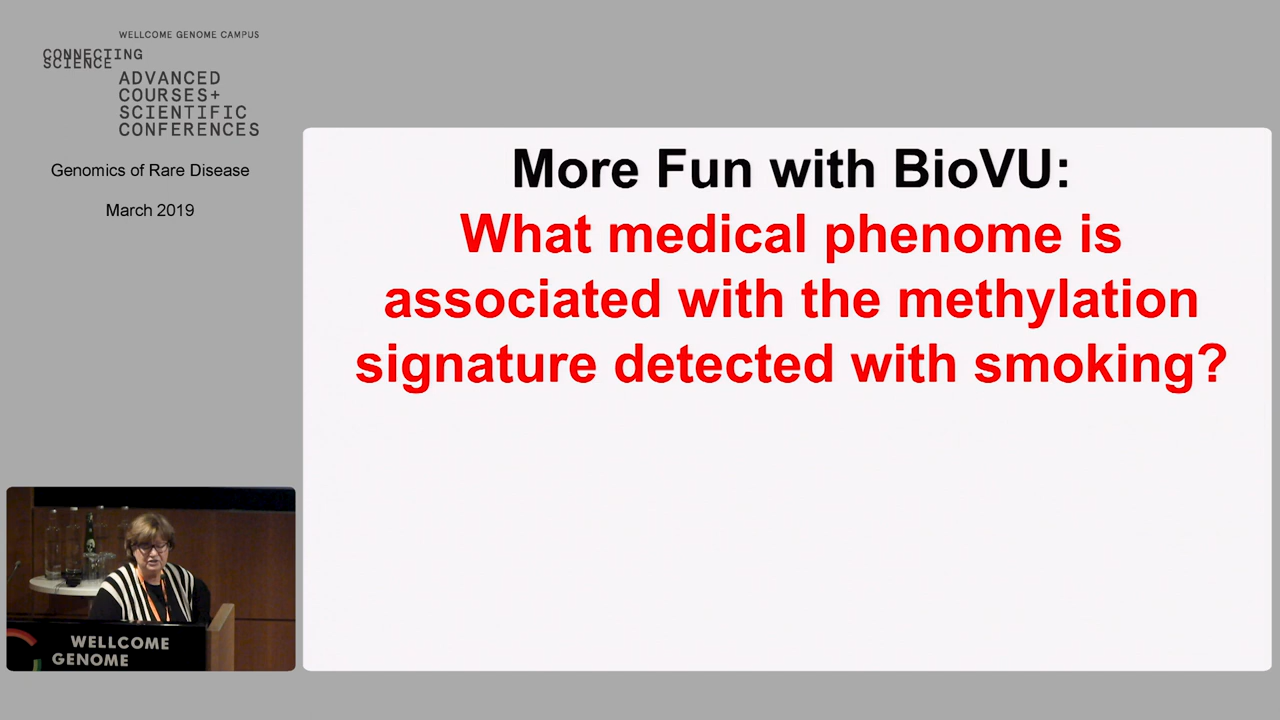 WELLCOME GENOME CAMPUS
CONNECTING
SCIENCE
ADVANCED
COURSES+
SCIENTIFIC
CONFERENCES
Genomics of Rare Disease
March 2019
More Fun with BioVU:
What medical phenome is
associated with the methylation
signature detected with smoking?
WELLCOME
GENOME